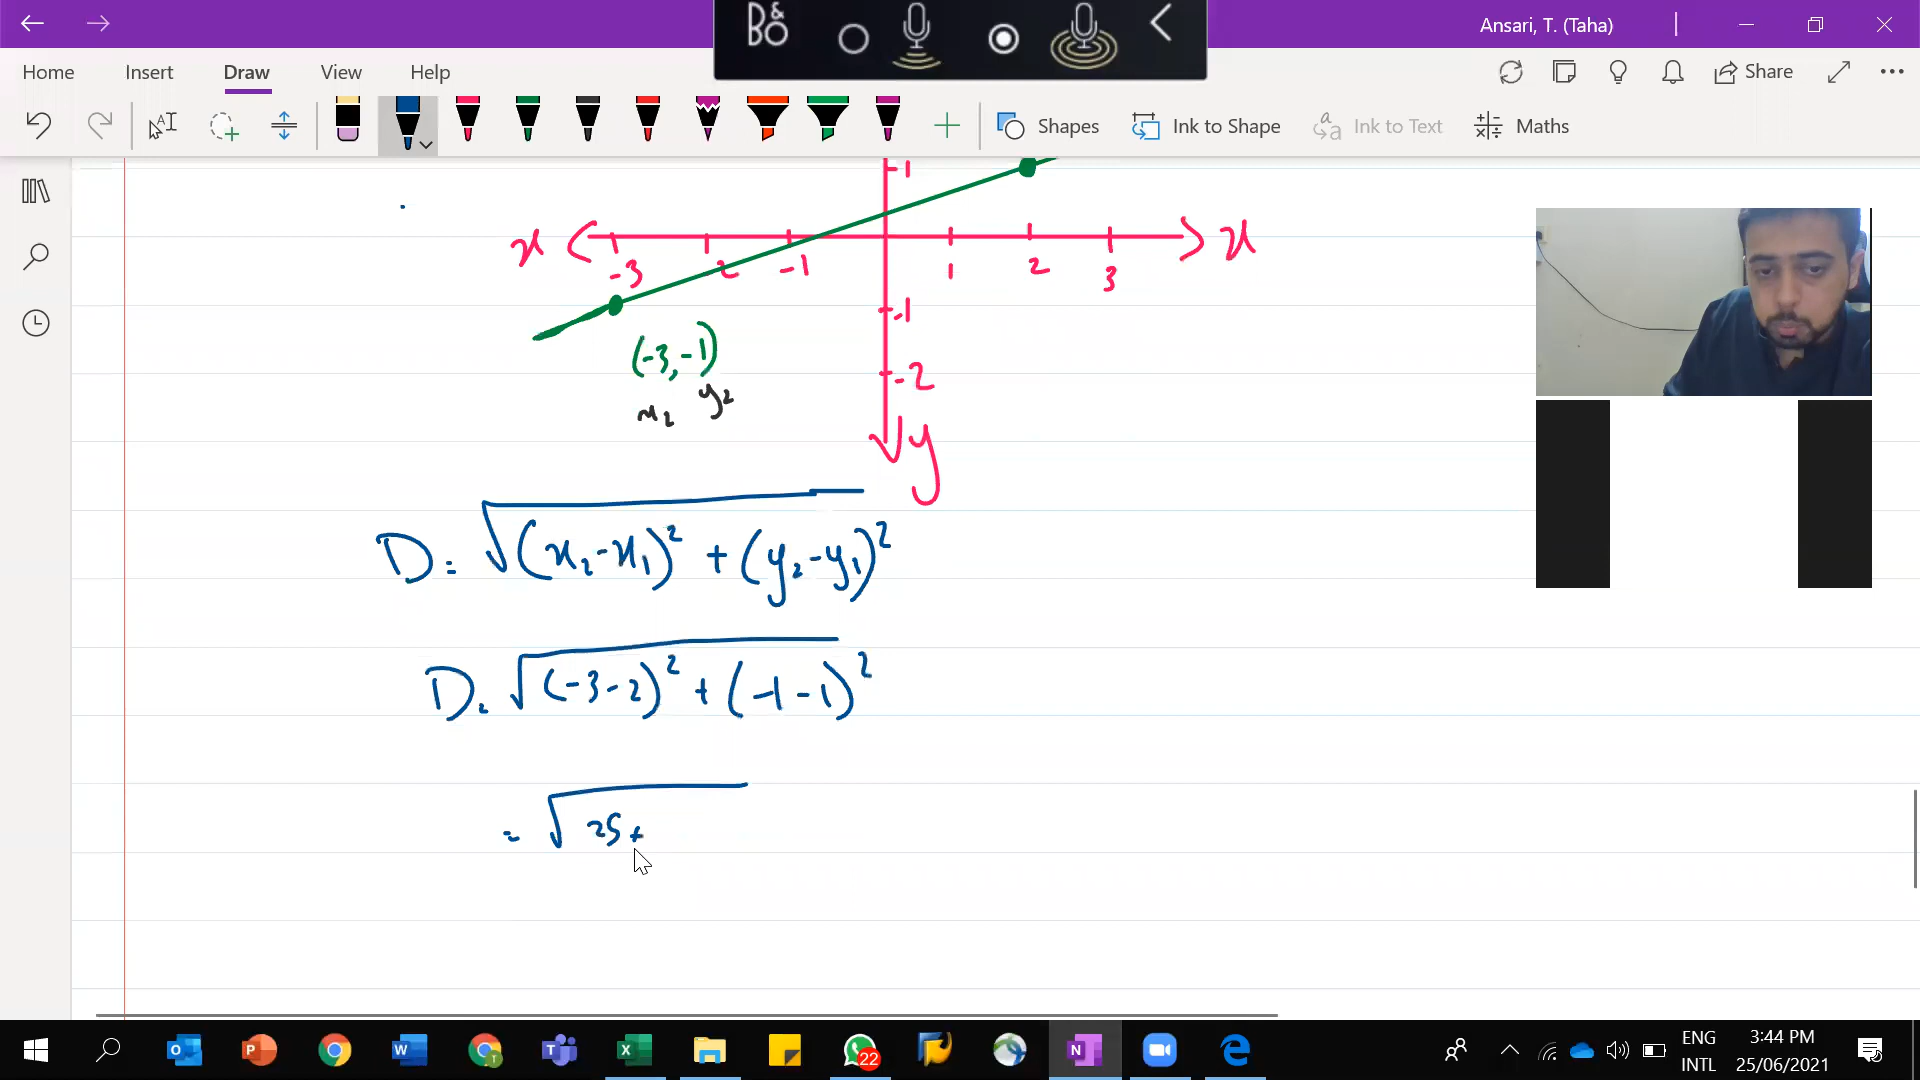 B&O
Ansari, T. (Taha)
Home Insert Draw View Help
Share
Shapes Ink to Shape Ink to Text Maths
-1
x -3 2 -1 1 2 3 x
-1
(-3, -1)
x2 y2
-2
y
D = √(x2 - x1)² + (y2 - y1)²
D = √(-3 - 2)² + (-1 - 1)²
= √25 +
22
ENG
INTL
3:44 PM
25/06/2021